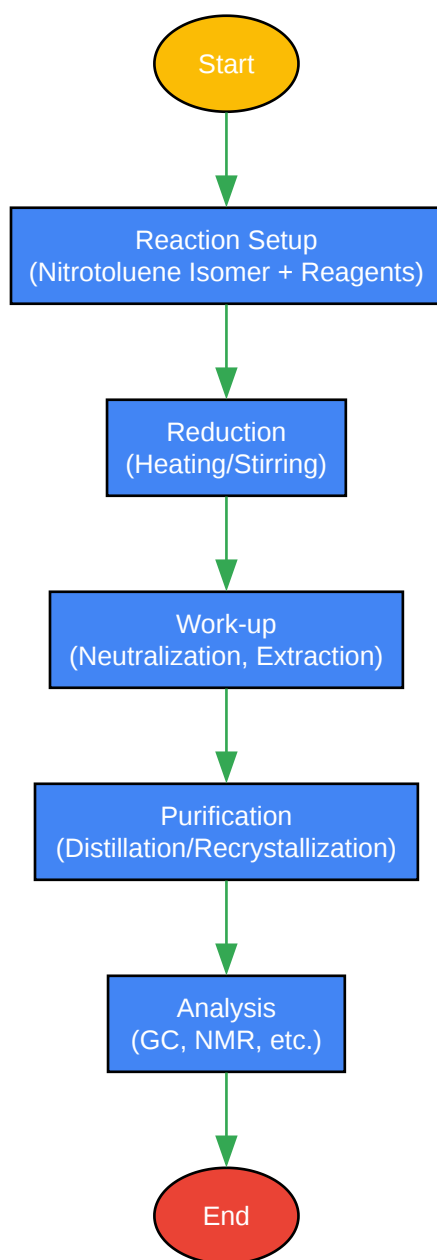 Start
Reaction Setup
(Nitrotoluene Isomer + Reagents)
Reduction
(Heating/Stirring)
Work-up
(Neutralization, Extraction)
Purification
(Distillation/Recrystallization)
Analysis
(GC, NMR, etc.)
End